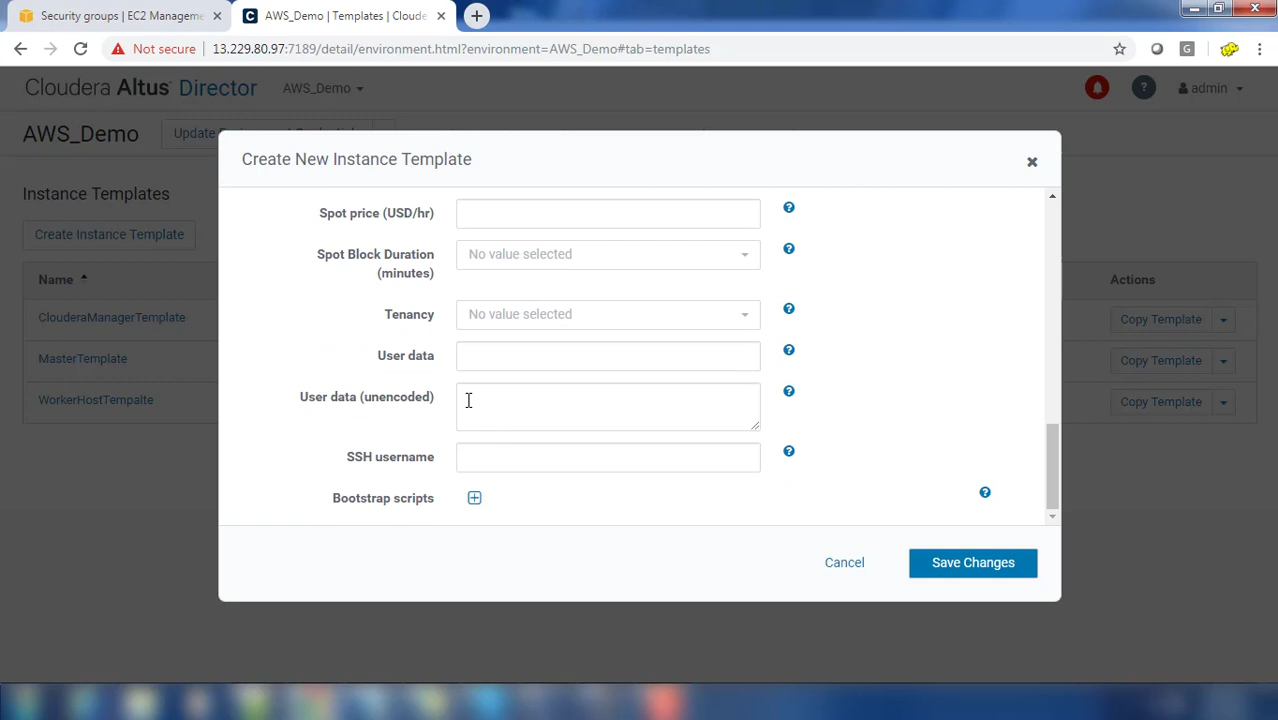 Security groups | EC2 Manageme
AWS_Demo | Templates | Cloude
Not secure
13.229.80.97:7189/detail/environment.html?environment=AWS_Demo#tab=templates
G
Cloudera Altus Director
AWS_Demo
?
admin
AWS_Demo
Update
Create New Instance Template
Instance Templates
Create Instance Template
Name
Actions
ClouderaManagerTemplate
Copy Template
MasterTemplate
Copy Template
WorkerHostTempalte
Copy Template
Spot price (USD/hr)
?
Spot Block Duration
(minutes)
No value selected
?
Tenancy
No value selected
?
User data
?
User data (unencoded)
?
SSH username
?
Bootstrap scripts
?
Cancel
Save Changes